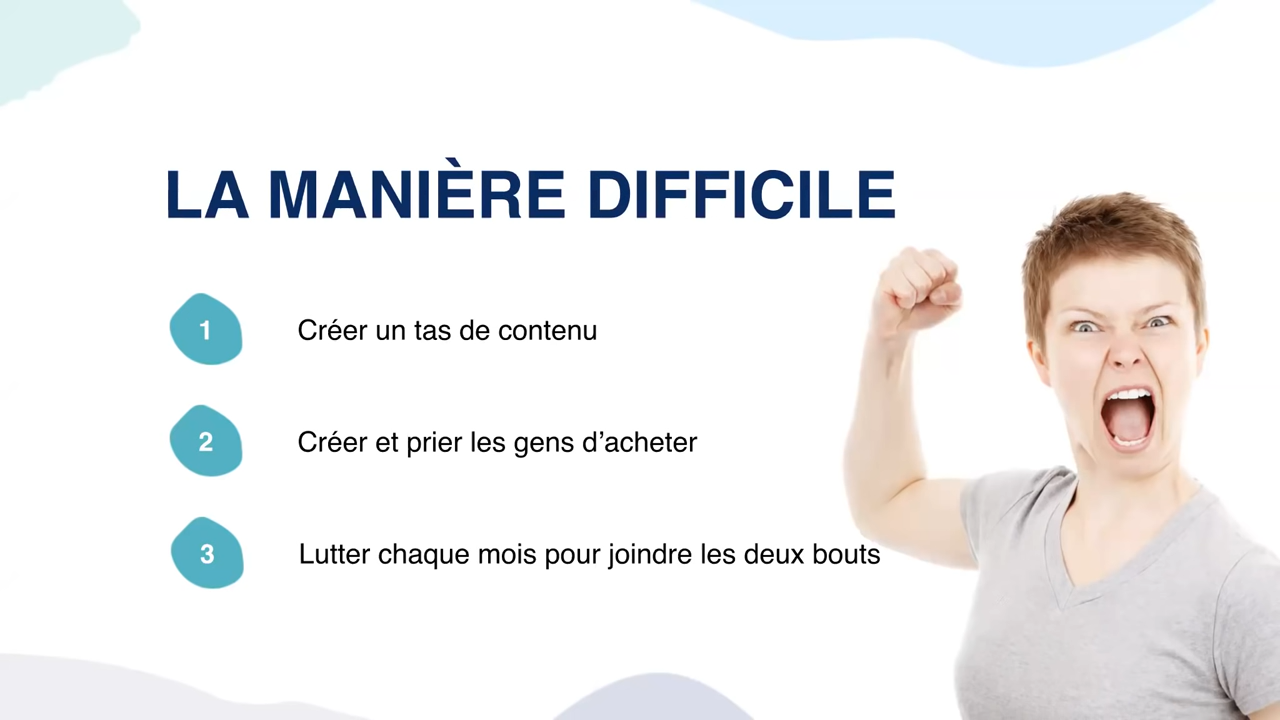 LA MANIÈRE DIFFICILE
1 Créer un tas de contenu
2 Créer et prier les gens d’acheter
3 Lutter chaque mois pour joindre les deux bouts